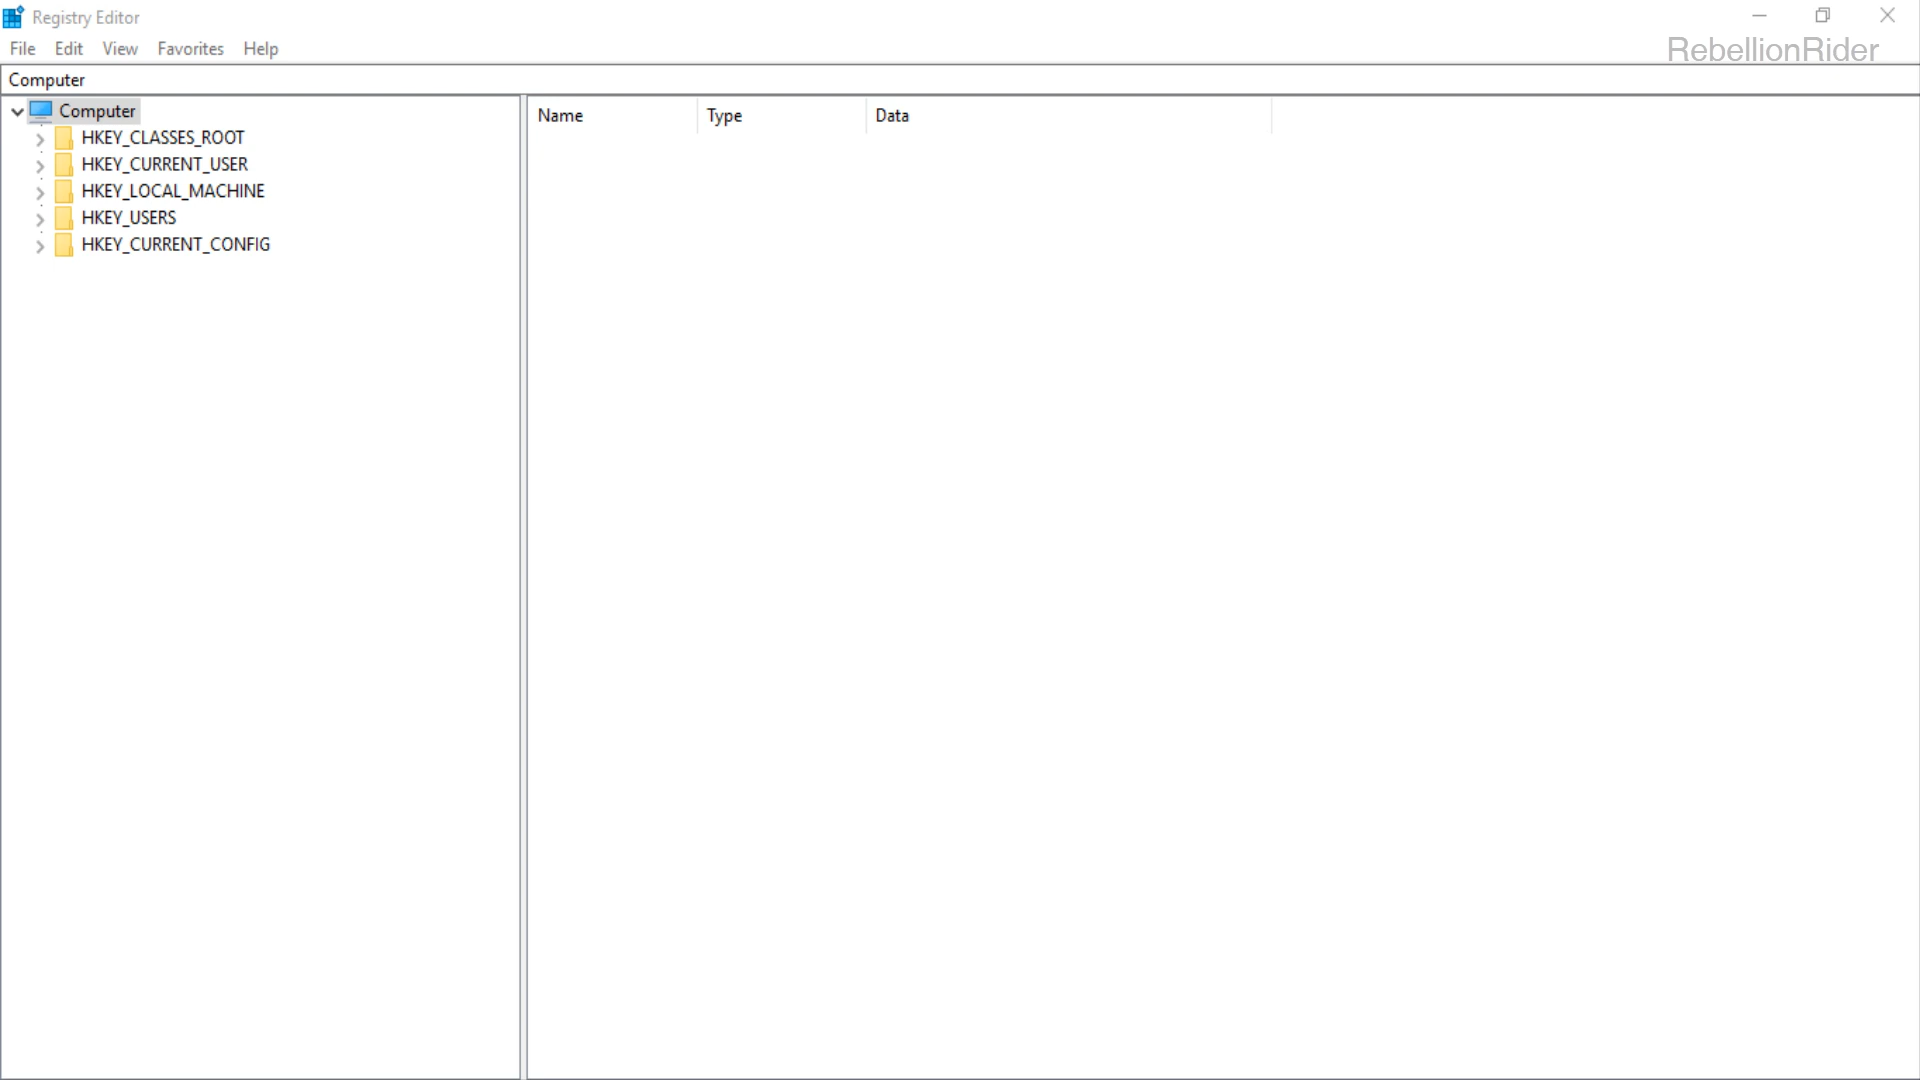 Registry Editor
File Edit View Favorites Help
RebellionRider
Computer
Computer
HKEY_CLASSES_ROOT
HKEY_CURRENT_USER
HKEY_LOCAL_MACHINE
HKEY_USERS
HKEY_CURRENT_CONFIG
Name Type Data